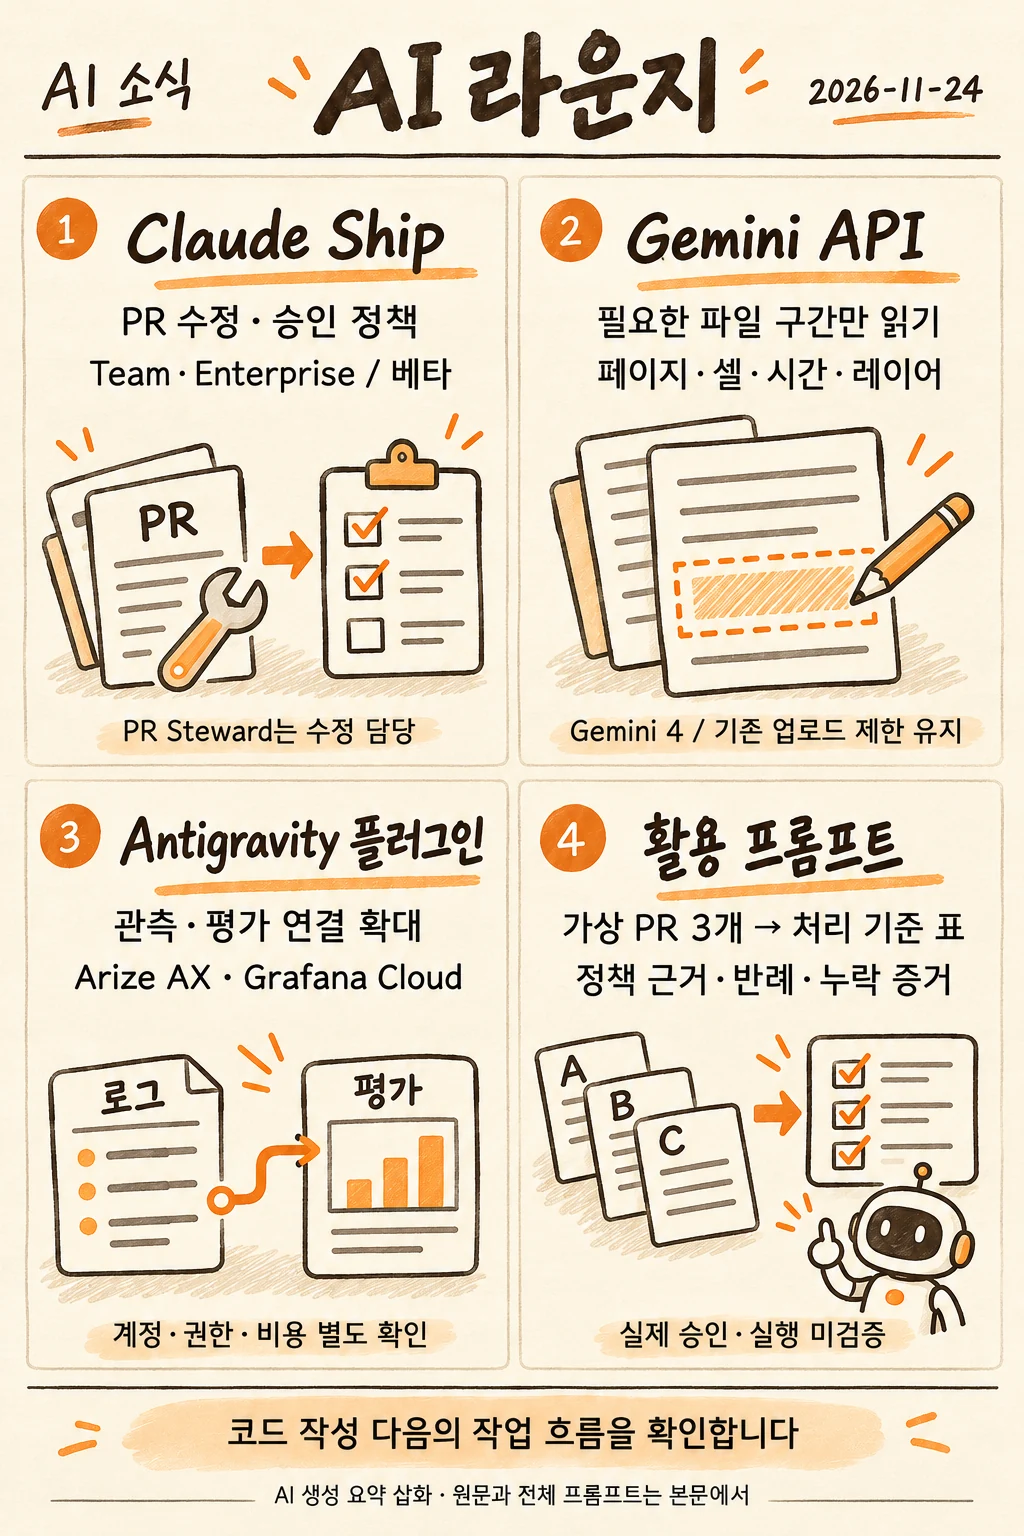 AI 소식
AI 라운지
2026-11-24
1
Claude Ship
PR 수정 · 승인 정책
Team · Enterprise / 베타
PR
PR Steward는 수정 담당
2
Gemini API
필요한 파일 구간만 읽기
페이지 · 셀 · 시간 · 레이어
Gemini 4 / 기존 업로드 제한 유지
3
Antigravity 플러그인
관측 · 평가 연결 확대
Arize AX · Grafana Cloud
로그
평가
계정 · 권한 · 비용 별도 확인
4
활용 프롬프트
가상 PR 3개 → 처리 기준 표
정책 근거 · 반례 · 누락 증거
A
B
C
실제 승인 · 실행 미검증
코드 작성 다음의 작업 흐름을 확인합니다
AI 생성 요약 삽화 · 원문과 전체 프롬프트는 본문에서